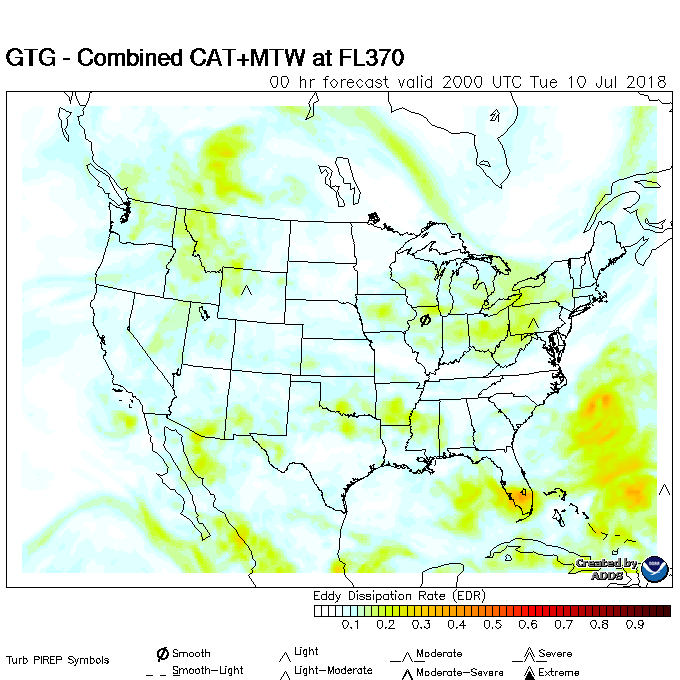 GTG - Combined CAT+MTW at FL370
00 hr forecast valid 2000 UTC Tue 10 Jul 2018
Created by
ADDS
NOAA
Eddy Dissipation Rate (EDR)
0.1 0.2 0.3 0.4 0.5 0.6 0.7 0.8 0.9
Turb PIREP Symbols
Smooth Light Moderate Severe
Smooth-Light Light-Moderate Moderate-Severe Extreme